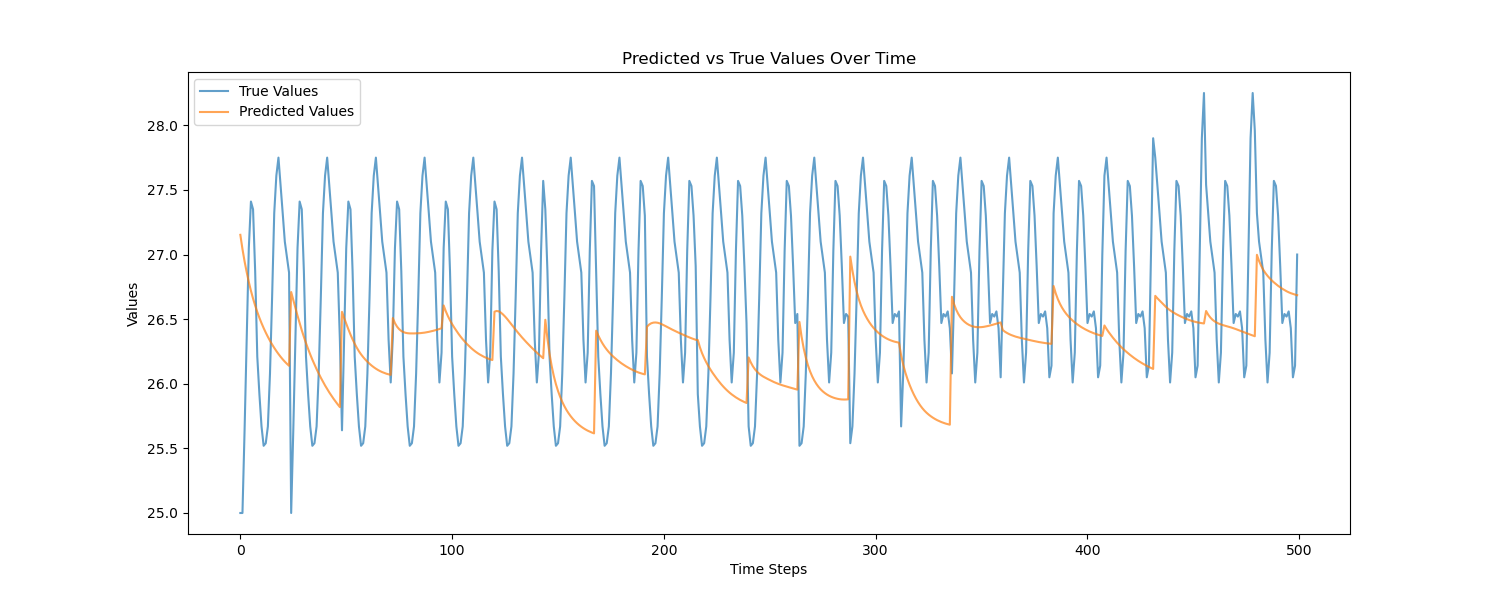 Predicted vs True Values Over Time
True Values
Predicted Values
28.0
27.5
27.0
26.5
26.0
25.5
25.0
Values
0
100
200
300
400
500
Time Steps